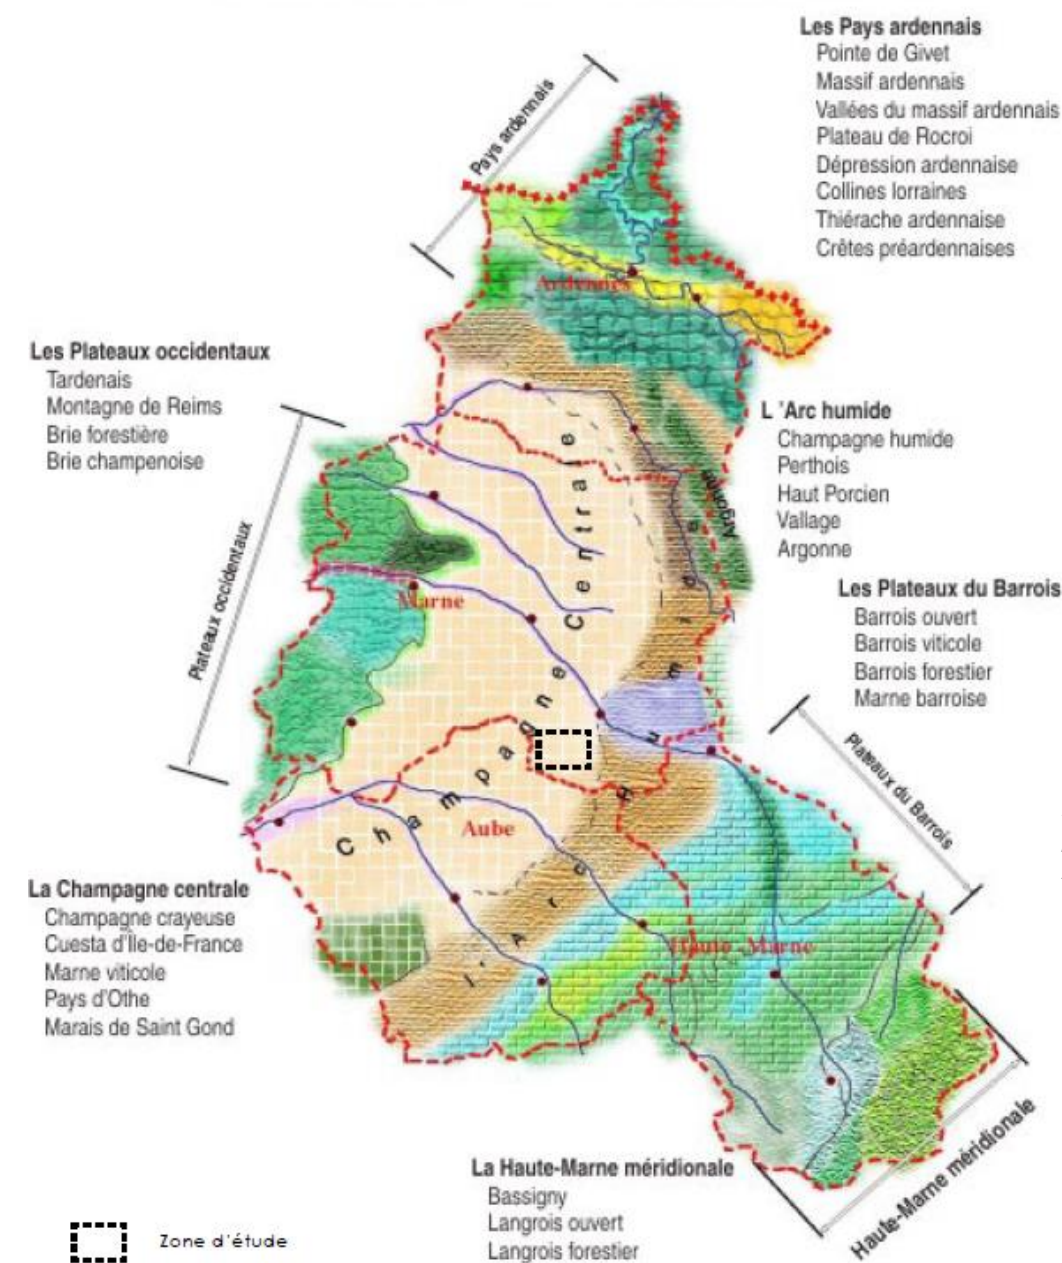 Les Pays ardennais
Pointe de Givet
Massif ardennais
Vallées du massif ardennais
Plateau de Rocroi
Dépression ardennaise
Collines lorraines
Thiérache ardennaise
Crêtes préardennaises
Pays ardennais
Ardennes
Les Plateaux occidentaux
Tardenais
Montagne de Reims
Brie forestière
Brie champenoise
Plateaux occidentaux
L 'Arc humide
Champagne humide
Perthois
Haut Porcien
Vallage
Argonne
Argonne
Marne
Champagne Centrale
Les Plateaux du Barrois
Barrois ouvert
Barrois viticole
Barrois forestier
Marne barroise
Plateaux du Barrois
Aube
L'Arc Humide
La Champagne centrale
Champagne crayeuse
Cuesta d'Île-de-France
Marne viticole
Pays d'Othe
Marais de Saint Gond
Haute Marne
La Haute-Marne méridionale
Bassigny
Langrois ouvert
Langrois forestier
Haute-Marne méridionale
Zone d'étude